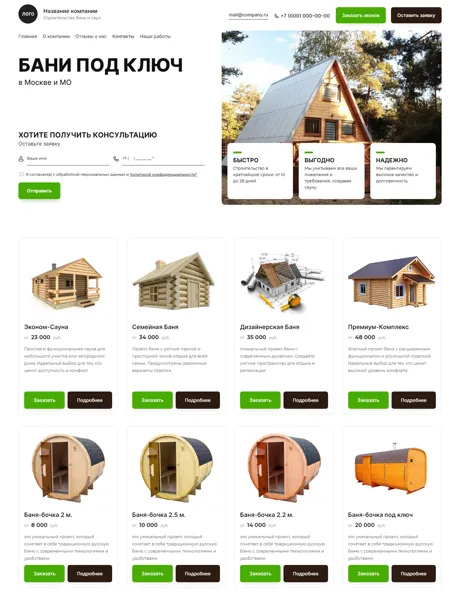 ЛОГО
Название компании
Строительство бань и саун
mail@company.ru
+7 (000) 000-00-00
Заказать звонок
Оставить заявку
Главная О компании Отзывы о нас Контакты Наши работы
БАНИ ПОД КЛЮЧ
в Москве и МО
ХОТИТЕ ПОЛУЧИТЬ КОНСУЛЬТАЦИЮ
Оставьте заявку
Ваше имя
+7 (
Я согласен(а) с обработкой персональных данных и политикой конфиденциальности*
Отправить
БЫСТРО
Строительство в
кратчайшие сроки от 10
до 28 дней
ВЫГОДНО
Мы учитываем все ваши
пожелания и
требования, создавая
сауну
НАДЕЖНО
Мы гарантируем
высокое качество и
долговечность
Эконом-Сауна
от 23 000 руб.
Простая и функциональная сауна для
небольшого участка или загородного
дома. Идеальный выбор для тех, кто
ценит доступность и комфорт
Заказать
Подробнее
Семейная Баня
от 34 000 руб.
Проект бани с уютной парной и
просторной зоной отдыха для всей
семьи. Предусмотрены различные
варианты отделки
Заказать
Подробнее
Дизайнерская Баня
от 35 000 руб.
Уникальный проект бани с
современным дизайном. Создайте
уютное пространство для отдыха и
релаксации
Заказать
Подробнее
Премиум-Комплекс
от 48 000 руб.
Элитный проект бани с расширенным
функционалом и роскошной отделкой.
Идеальный выбор для тех, кто ценит
высокий уровень комфорта
Заказать
Подробнее
Баня-бочка 2 м.
от 8 000 руб.
это уникальный проект, который
сочетает в себе традиционную русскую
баню с современными технологиями и
удобствами
Заказать
Подробнее
Баня-бочка 2.5 м.
от 10 000 руб.
это уникальный проект, который
сочетает в себе традиционную русскую
баню с современными технологиями и
удобствами
Заказать
Подробнее
Баня-бочка 2.2 м.
от 14 000 руб.
это уникальный проект, который
сочетает в себе традиционную русскую
баню с современными технологиями и
удобствами
Заказать
Подробнее
Баня-бочка под ключ
от 20 000 руб.
это уникальный проект, который
сочетает в себе традиционную русскую
баню с современными технологиями и
удобствами
Заказать
Подробнее